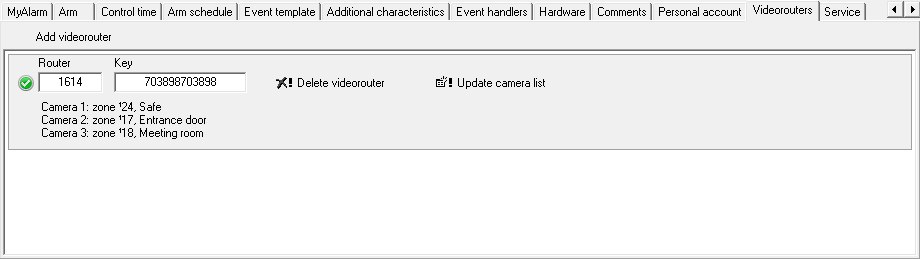 MyAlarm Arm Control time Arm schedule Event template Additional characteristics Event handlers Hardware Comments Personal account Videorouters Service
Add videorouter
Router Key
1614 703898703898 Delete videorouter Update camera list
Camera 1: zone ¹24, Safe
Camera 2: zone ¹17, Entrance door
Camera 3: zone ¹18, Meeting room